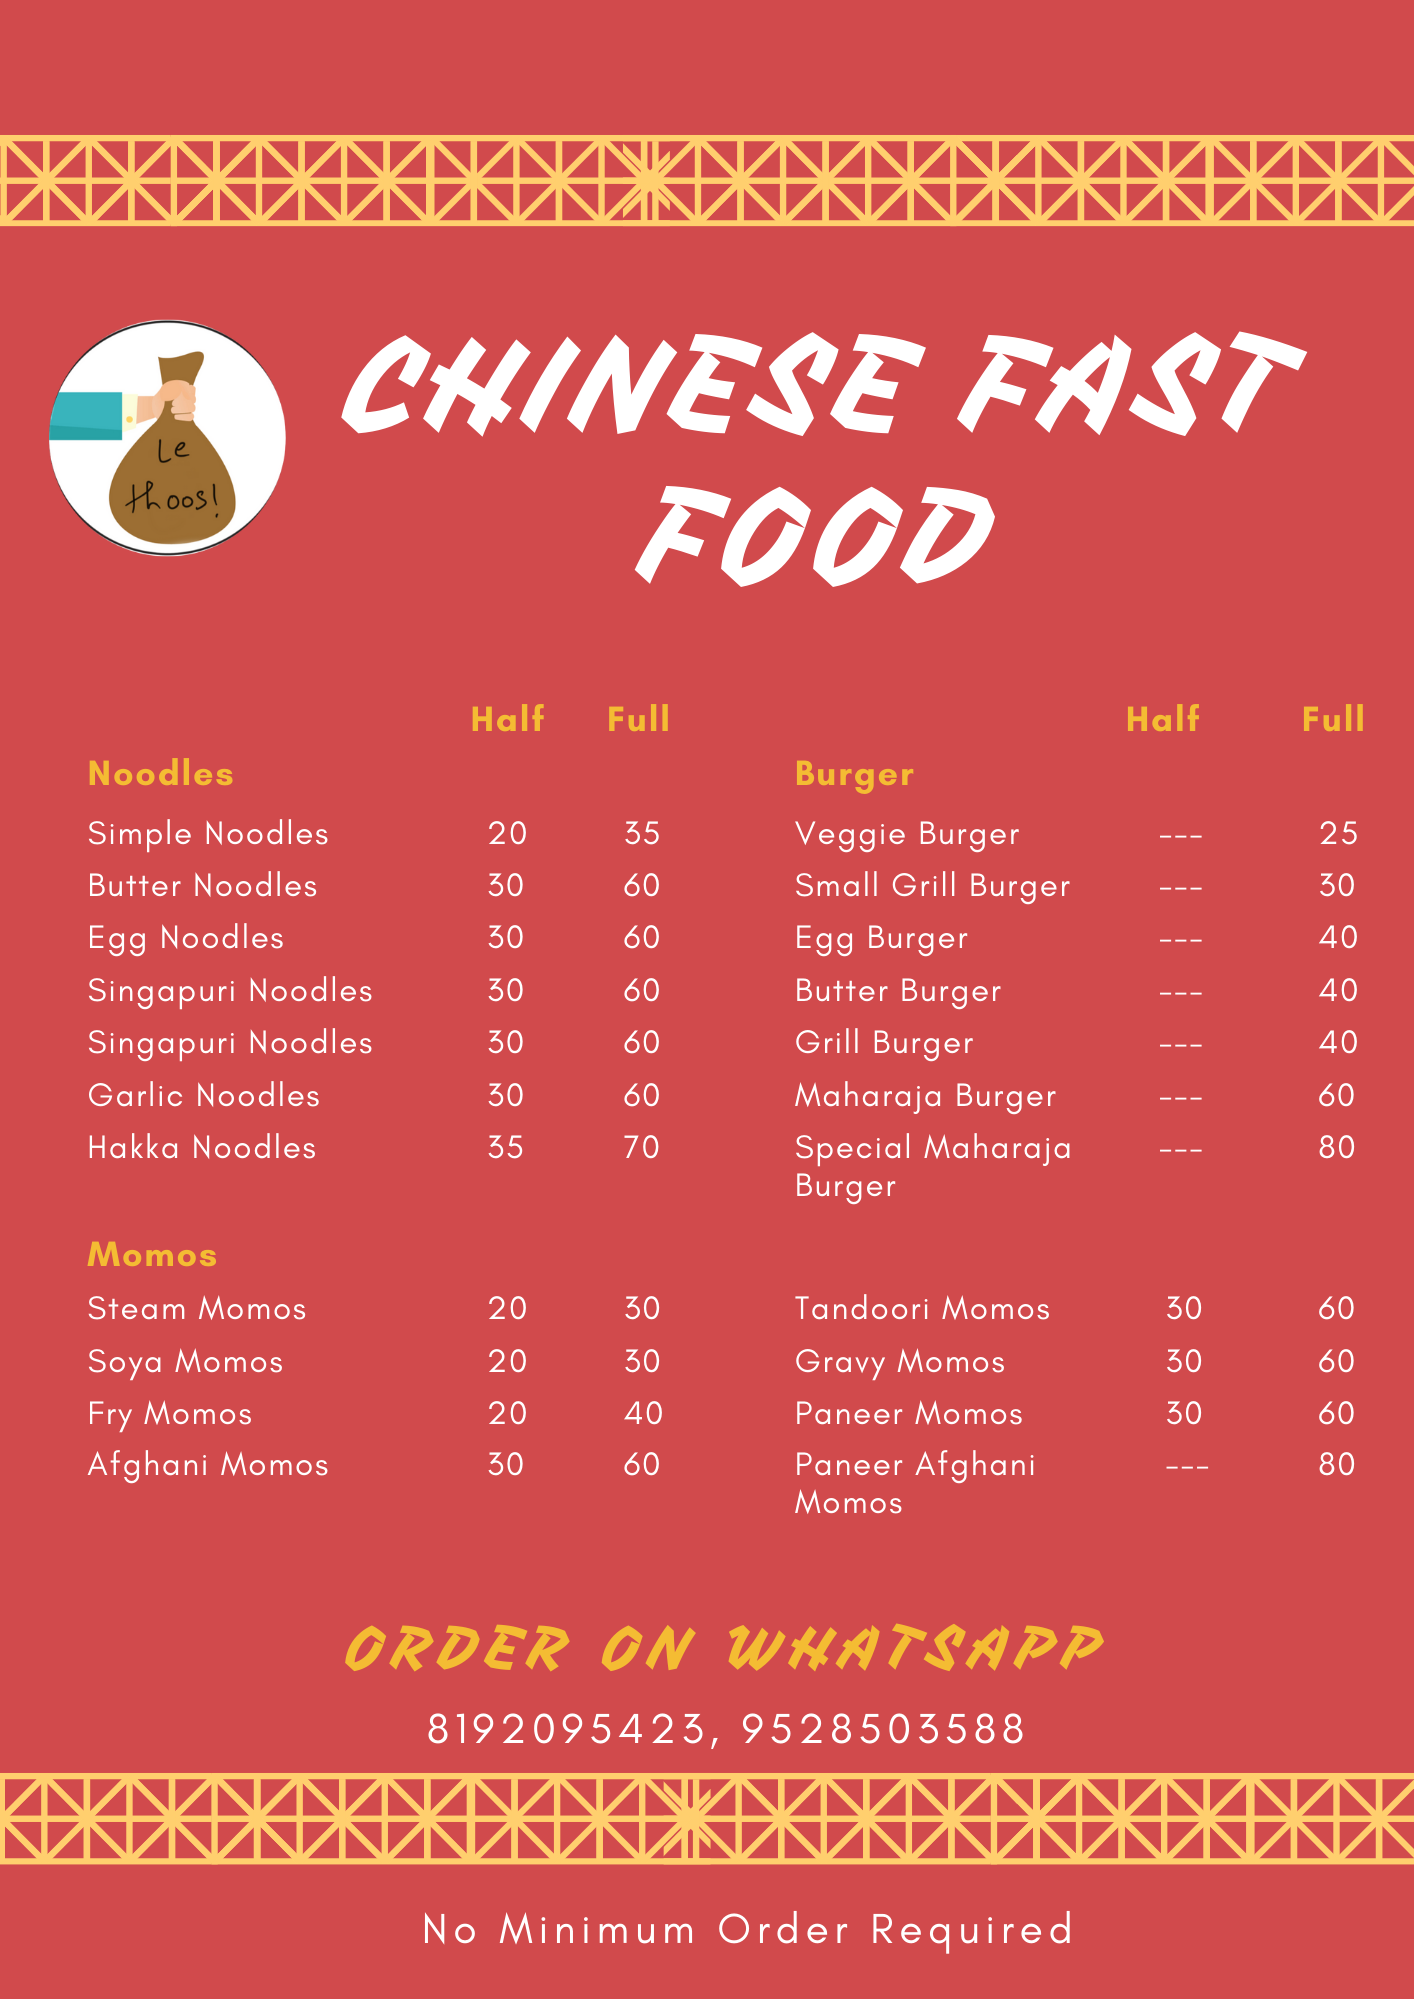 Le
thoos!
CHINESE FAST
FOOD
Half Full
Noodles
Simple Noodles 20 35
Butter Noodles 30 60
Egg Noodles 30 60
Singapuri Noodles 30 60
Singapuri Noodles 30 60
Garlic Noodles 30 60
Hakka Noodles 35 70
Half Full
Burger
Veggie Burger --- 25
Small Grill Burger --- 30
Egg Burger --- 40
Butter Burger --- 40
Grill Burger --- 40
Maharaja Burger --- 60
Special Maharaja --- 80
Burger
Momos
Steam Momos 20 30
Soya Momos 20 30
Fry Momos 20 40
Afghani Momos 30 60
Tandoori Momos 30 60
Gravy Momos 30 60
Paneer Momos 30 60
Paneer Afghani --- 80
Momos
ORDER ON WHATSAPP
8192095423, 9528503588
No Minimum Order Required